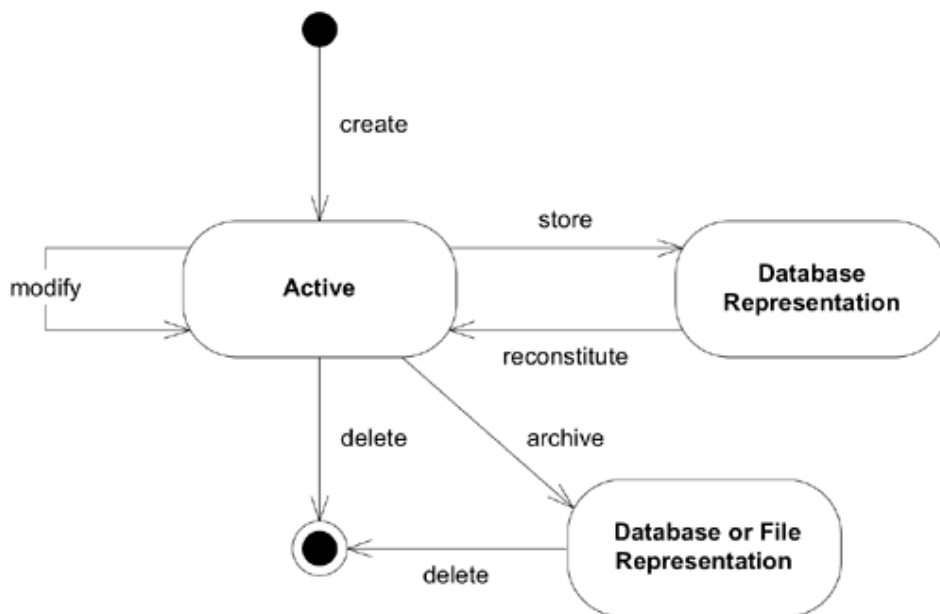 create
store
modify
Active
Database
Representation
reconstitute
delete
archive
Database or File
Representation
delete